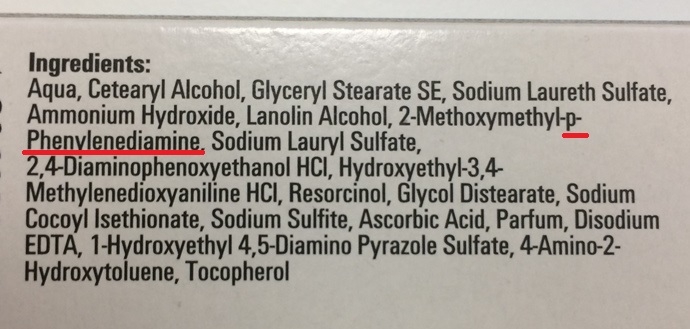 Ingredients:
Aqua, Cetearyl Alcohol, Glyceryl Stearate SE, Sodium Laureth Sulfate,
Ammonium Hydroxide, Lanolin Alcohol, 2-Methoxymethyl-p-
Phenylenediamine, Sodium Lauryl Sulfate,
2,4-Diaminophenoxyethanol HCl, Hydroxyethyl-3,4-
Methylenedioxyaniline HCl, Resorcinol, Glycol Distearate, Sodium
Cocoyl Isethionate, Sodium Sulfite, Ascorbic Acid, Parfum, Disodium
EDTA, 1-Hydroxyethyl 4,5-Diamino Pyrazole Sulfate, 4-Amino-2-
Hydroxytoluene, Tocopherol